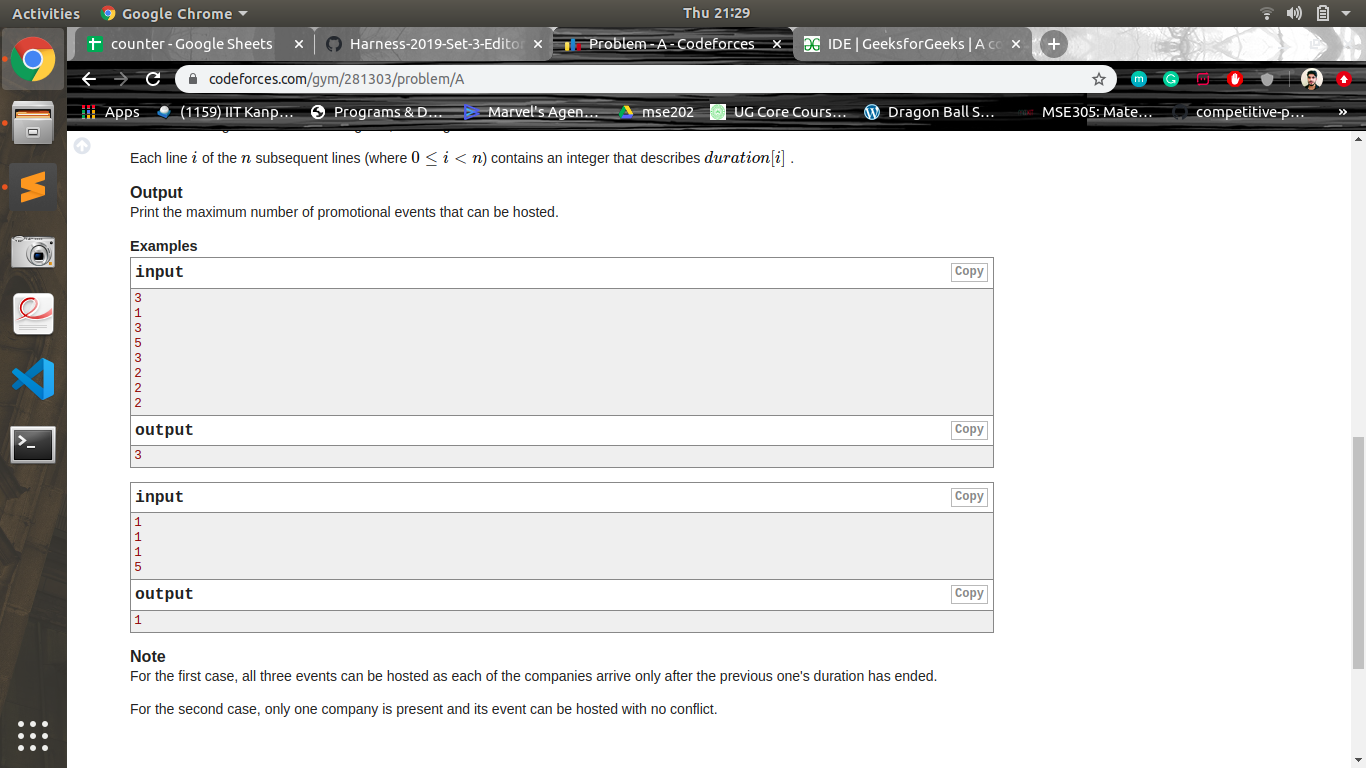 Activities
Google Chrome
Thu 21:29
counter - Google Sheets
Harness-2019-Set-3-Editor
Problem - A - Codeforces
IDE | GeeksforGeeks | A co
codeforces.com/gym/281303/problem/A
Apps
(1159) IIT Kanp...
Programs & D...
Marvel's Agen...
mse202
UG Core Cours...
Dragon Ball S...
MSE305: Mate...
competitive-p...
»
Each line i of the n subsequent lines (where 0 ≤ i < n) contains an integer that describes duration[i] .
Output
Print the maximum number of promotional events that can be hosted.
Examples
input
Copy
3
1
3
5
3
2
2
2
output
Copy
3
input
Copy
1
1
1
5
output
Copy
1
Note
For the first case, all three events can be hosted as each of the companies arrive only after the previous one's duration has ended.
For the second case, only one company is present and its event can be hosted with no conflict.